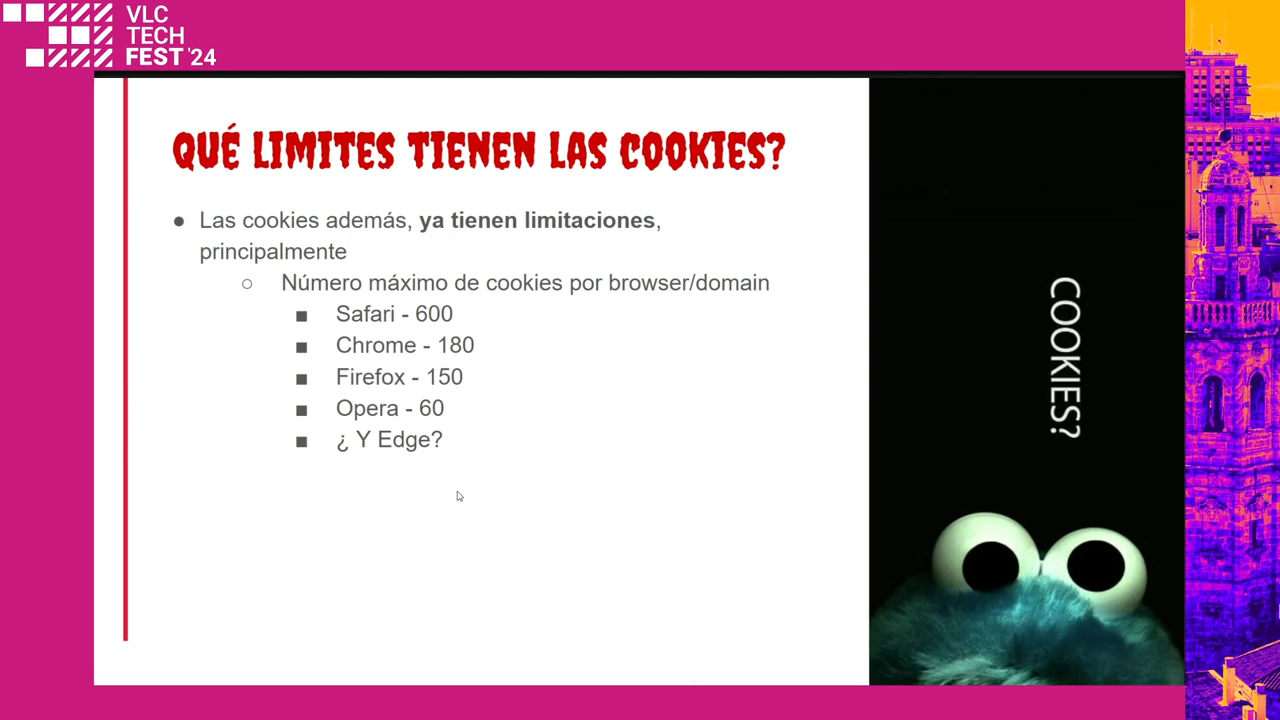 VLC
TECH
FEST '24
QUÉ LIMITES TIENEN LAS COOKIES?
● Las cookies además, ya tienen limitaciones,
principalmente
○ Número máximo de cookies por browser/domain
■ Safari - 600
■ Chrome - 180
■ Firefox - 150
■ Opera - 60
■ ¿ Y Edge?
COOKIES?